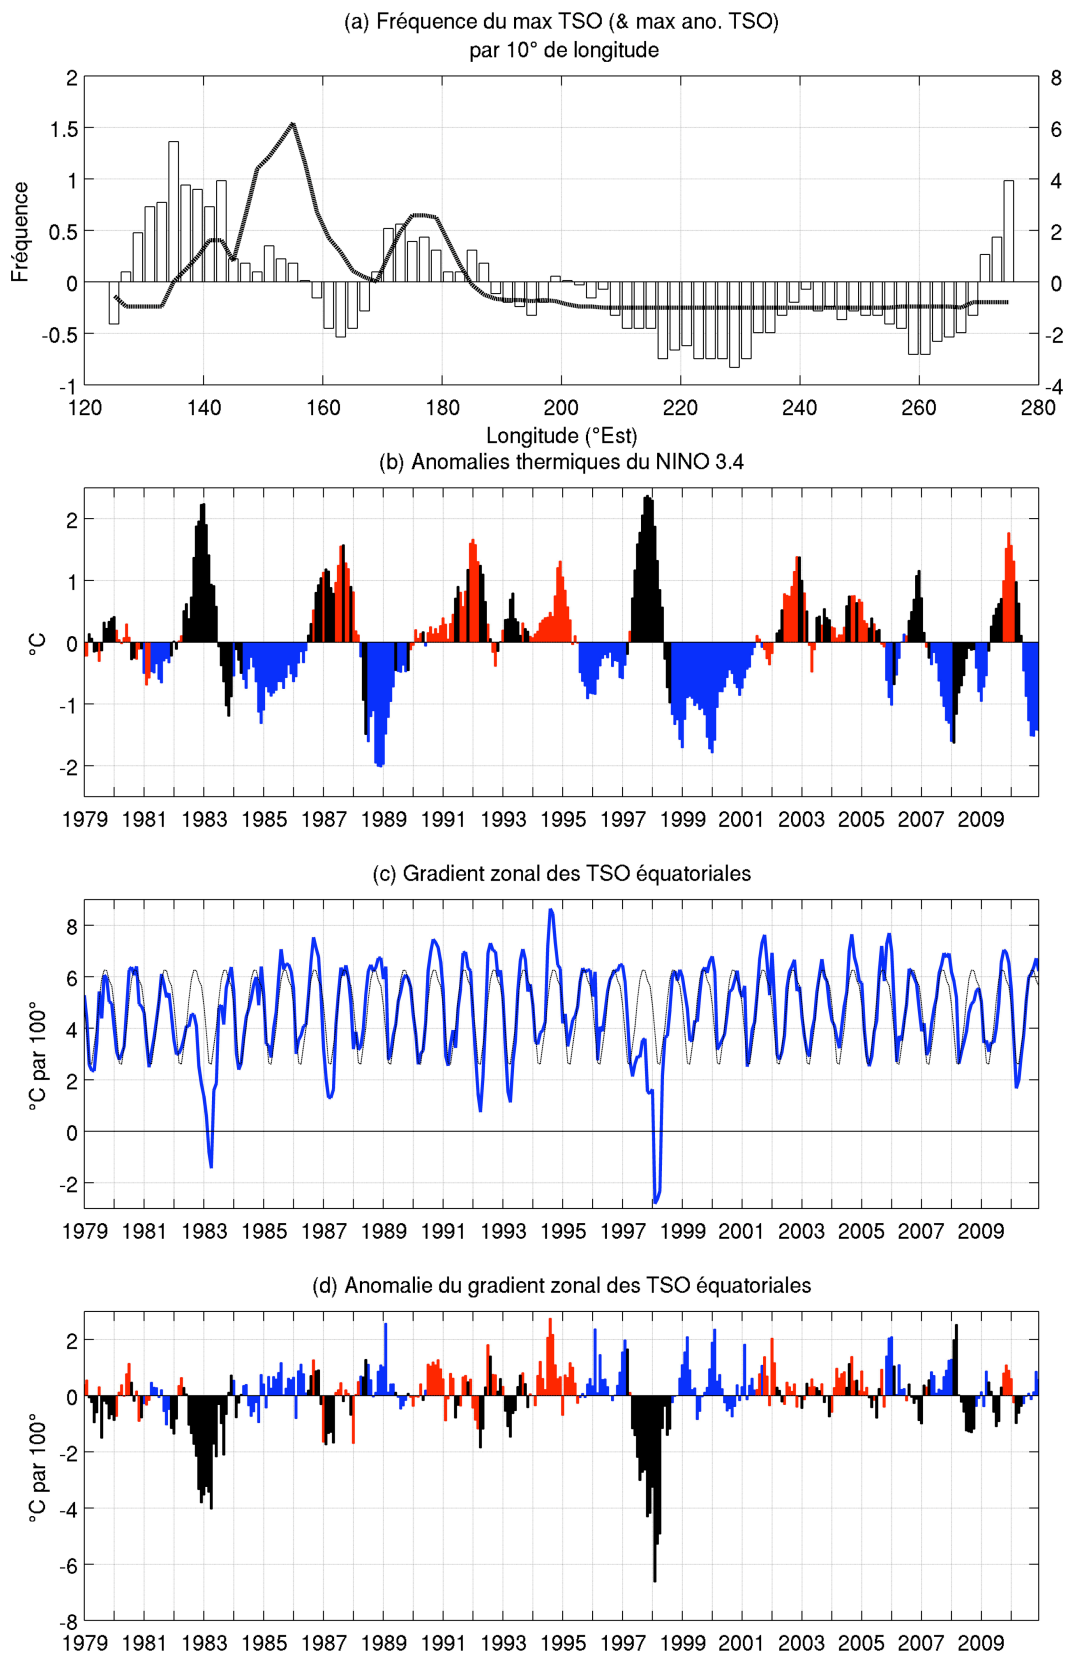 (a) Fréquence du max TSO (& max ano. TSO)
par 10° de longitude
2
1.5
1
0.5
0
-0.5
-1
8
6
4
2
0
-2
-4
Fréquence
120 140 160 180 200 220 240 260 280
Longitude (°Est)
(b) Anomalies thermiques du NINO 3.4
2
1
0
-1
-2
°C
1979 1981 1983 1985 1987 1989 1991 1993 1995 1997 1999 2001 2003 2005 2007 2009
(c) Gradient zonal des TSO équatoriales
8
6
4
2
0
-2
°C par 100°
1979 1981 1983 1985 1987 1989 1991 1993 1995 1997 1999 2001 2003 2005 2007 2009
(d) Anomalie du gradient zonal des TSO équatoriales
2
0
-2
-4
-6
-8
°C par 100°
1979 1981 1983 1985 1987 1989 1991 1993 1995 1997 1999 2001 2003 2005 2007 2009